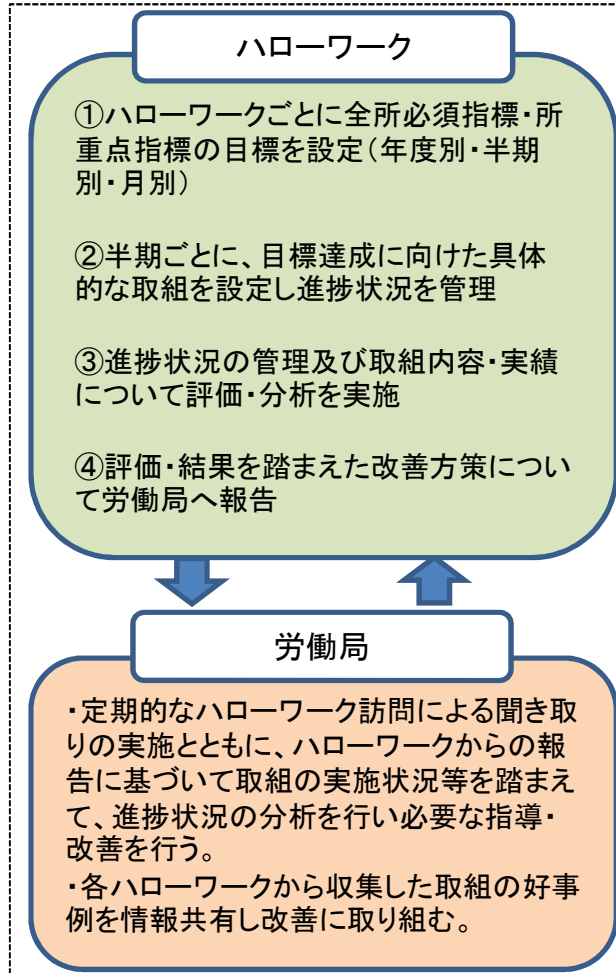 ハローワーク
①ハローワークごとに全所必須指標・所
重点指標の目標を設定(年度別・半期
別・月別)
②半期ごとに、目標達成に向けた具体
的な取組を設定し進捗状況を管理
③進捗状況の管理及び取組内容・実績
について評価・分析を実施
④評価・結果を踏まえた改善方策につい
て労働局へ報告
労働局
・定期的なハローワーク訪問による聞き取
りの実施とともに、ハローワークからの報
告に基づいて取組の実施状況等を踏まえ
て、進捗状況の分析を行い必要な指導・
改善を行う。
・各ハローワークから収集した取組の好事
例を情報共有し改善に取り組む。